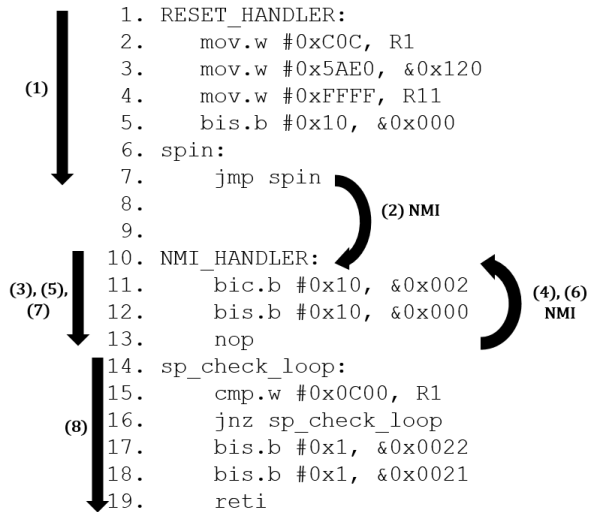 1. RESET_HANDLER:
2. mov.w #0xC0C, R1
3. mov.w #0x5AE0, &0x120
(1)
4. mov.w #0xFFFF, R11
5. bis.b #0x10, &0x000
6. spin:
7. jmp spin
8.
(2) NMI
9.
10. NMI_HANDLER:
11. bic.b #0x10, &0x002
(3), (5),
(7)
12. bis.b #0x10, &0x000
(4), (6)
NMI
13. nop
14. sp_check_loop:
15. cmp.w #0x0C00, R1
(8)
16. jnz sp_check_loop
17. bis.b #0x1, &0x0022
18. bis.b #0x1, &0x0021
19. reti